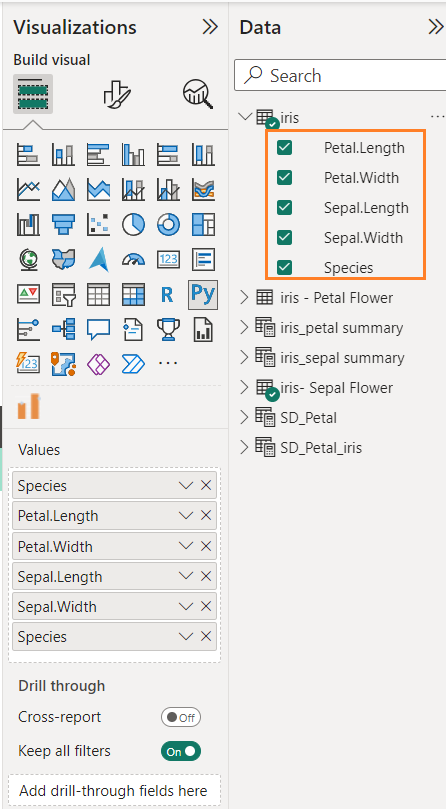 Visualizations
Build visual
123
R
Py
123
Values
Species
Petal.Length
Petal.Width
Sepal.Length
Sepal.Width
Species
Drill through
Cross-report
Off
Keep all filters
On
Add drill-through fields here
Data
Search
iris
Petal.Length
Petal.Width
Sepal.Length
Sepal.Width
Species
iris - Petal Flower
iris_petal summary
iris_sepal summary
iris- Sepal Flower
SD_Petal
SD_Petal_iris